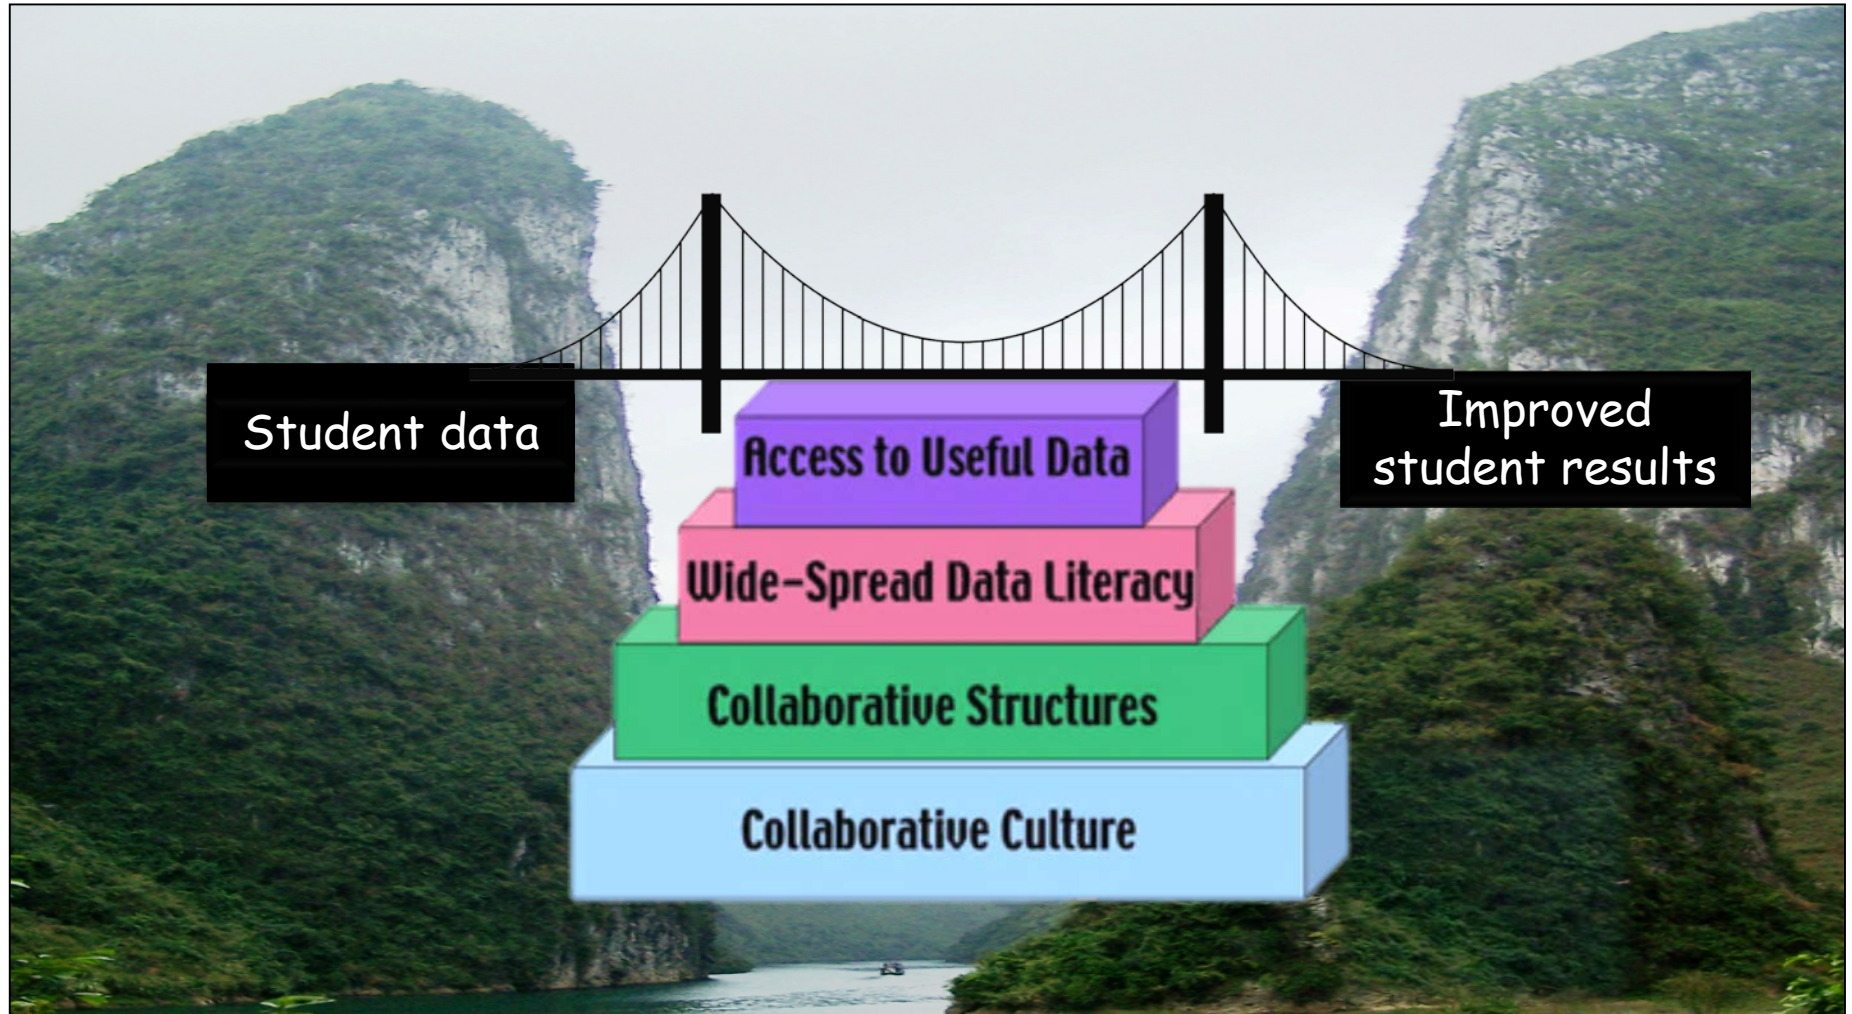 Student data
Improved
student results
Access to Useful Data
Wide-Spread Data Literacy
Collaborative Structures
Collaborative Culture